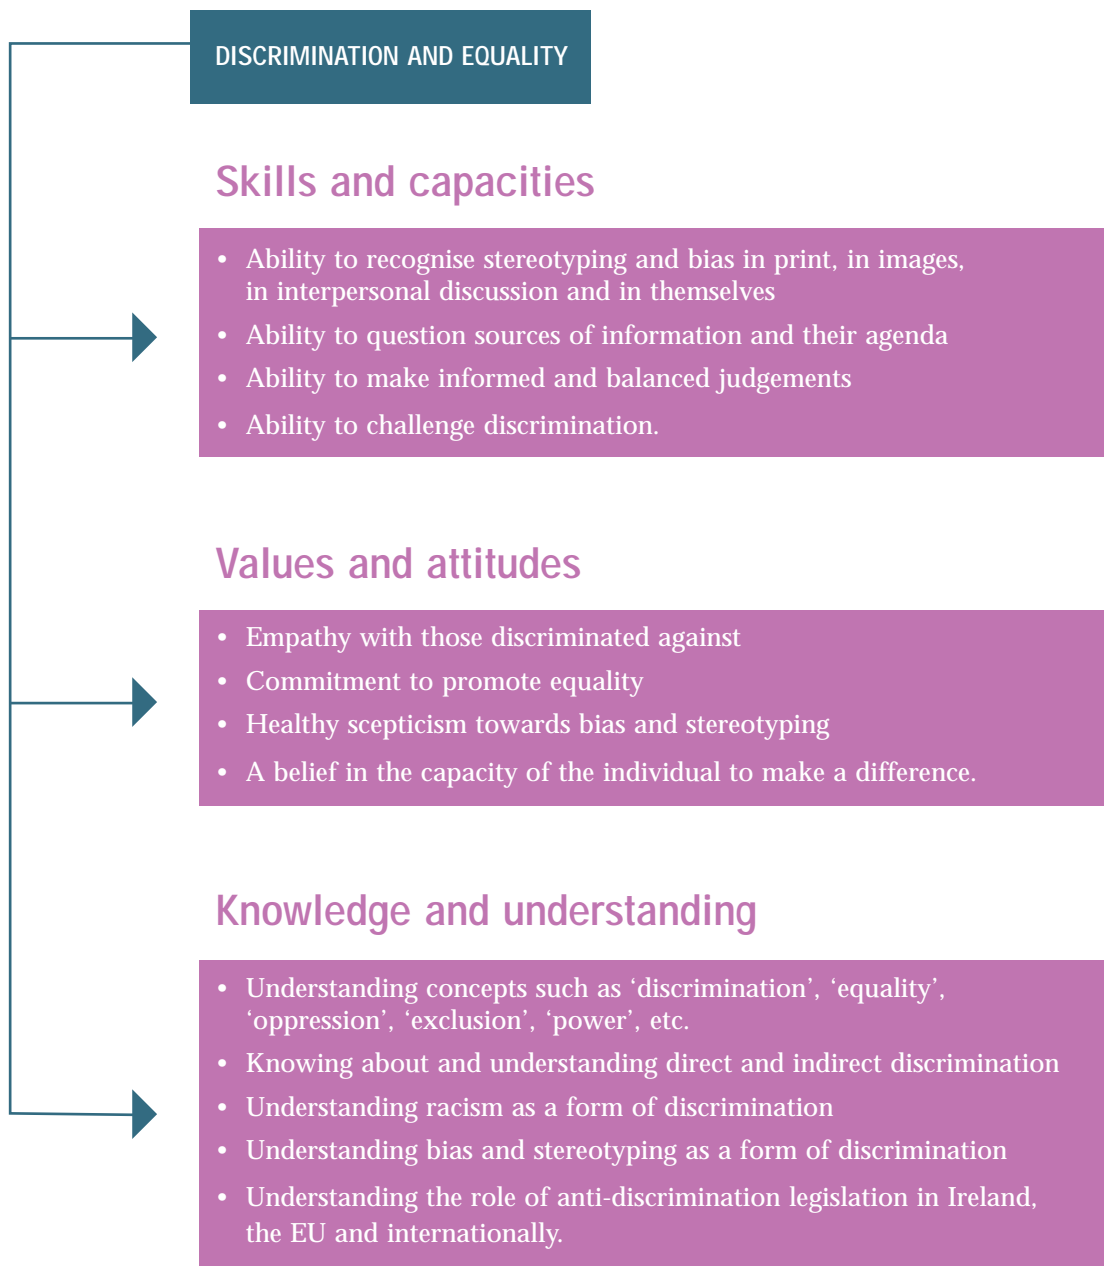 DISCRIMINATION AND EQUALITY
Skills and capacities
• Ability to recognise stereotyping and bias in print, in images,
in interpersonal discussion and in themselves
• Ability to question sources of information and their agenda
• Ability to make informed and balanced judgements
• Ability to challenge discrimination.
Values and attitudes
• Empathy with those discriminated against
• Commitment to promote equality
• Healthy scepticism towards bias and stereotyping
• A belief in the capacity of the individual to make a difference.
Knowledge and understanding
• Understanding concepts such as ‘discrimination’, ‘equality’,
‘oppression’, ‘exclusion’, ‘power’, etc.
• Knowing about and understanding direct and indirect discrimination
• Understanding racism as a form of discrimination
• Understanding bias and stereotyping as a form of discrimination
• Understanding the role of anti-discrimination legislation in Ireland,
the EU and internationally.